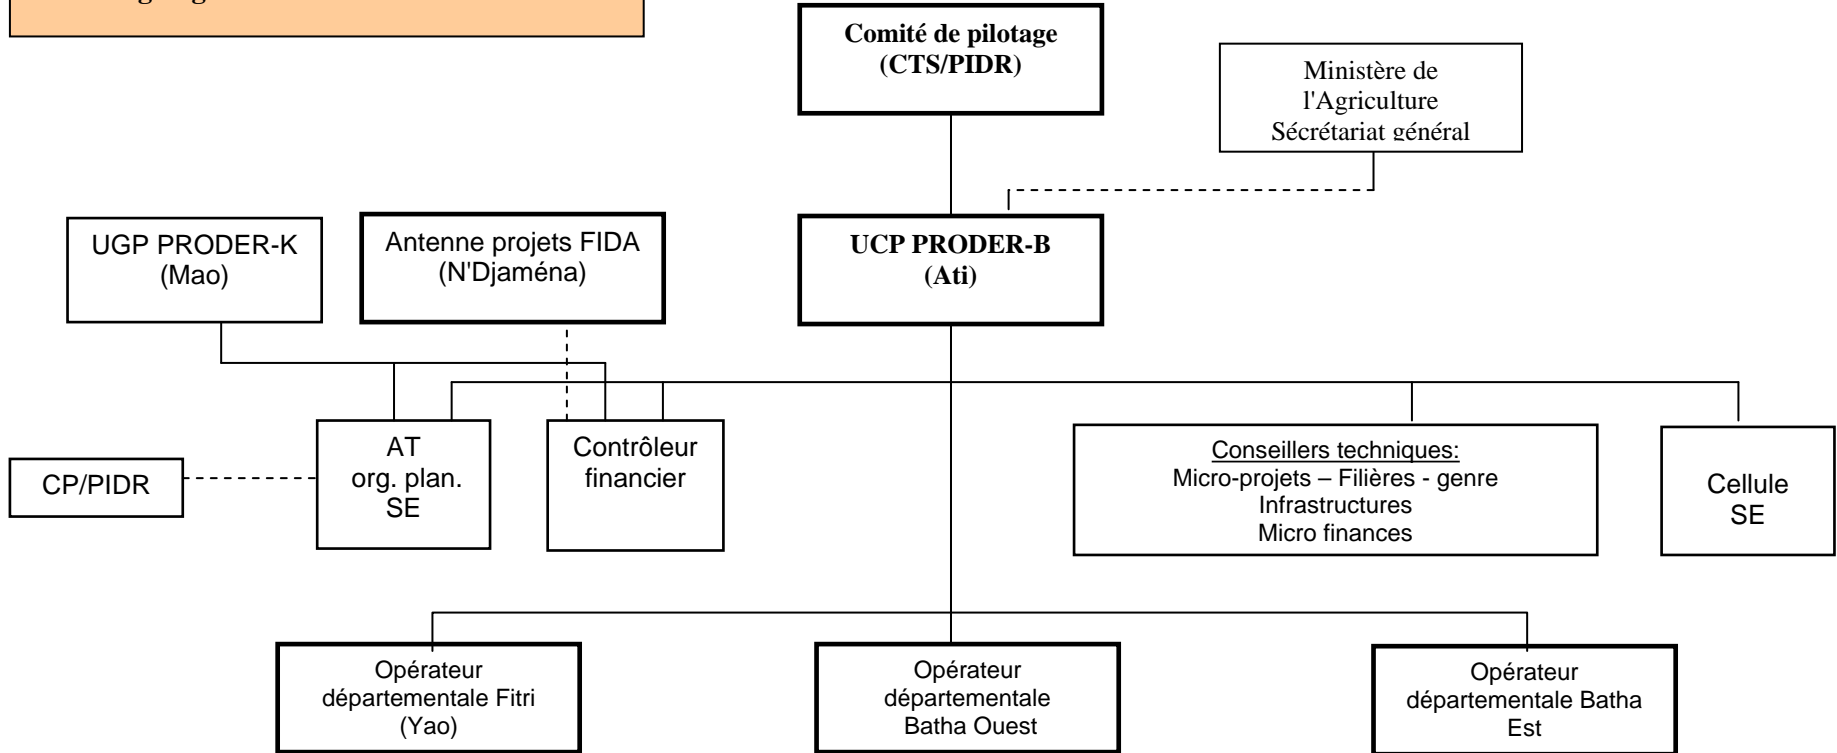 Comité de pilotage
(CTS/PIDR)
Ministère de
l'Agriculture
Sécrétariat général
UGP PRODER-K
(Mao)
Antenne projets FIDA
(N'Djaména)
UCP PRODER-B
(Ati)
CP/PIDR
AT
org. plan.
SE
Contrôleur
financier
Conseillers techniques:
Micro-projets – Filières - genre
Infrastructures
Micro finances
Cellule
SE
Opérateur
départementale Fitri
(Yao)
Opérateur
départementale
Batha Ouest
Opérateur
départementale Batha
Est